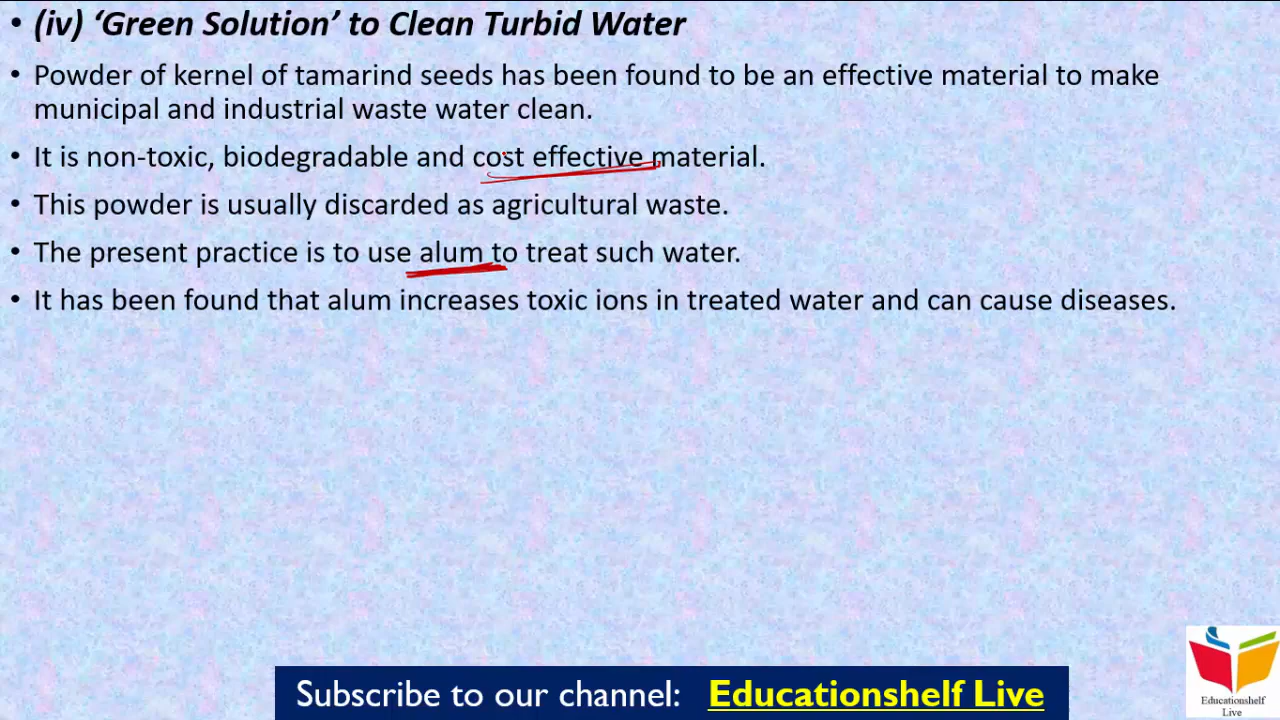 • (iv) ‘Green Solution’ to Clean Turbid Water
• Powder of kernel of tamarind seeds has been found to be an effective material to make
municipal and industrial waste water clean.
• It is non-toxic, biodegradable and cost effective material.
• This powder is usually discarded as agricultural waste.
• The present practice is to use alum to treat such water.
• It has been found that alum increases toxic ions in treated water and can cause diseases.
Subscribe to our channel: Educationshelf Live
Educationshelf
Live